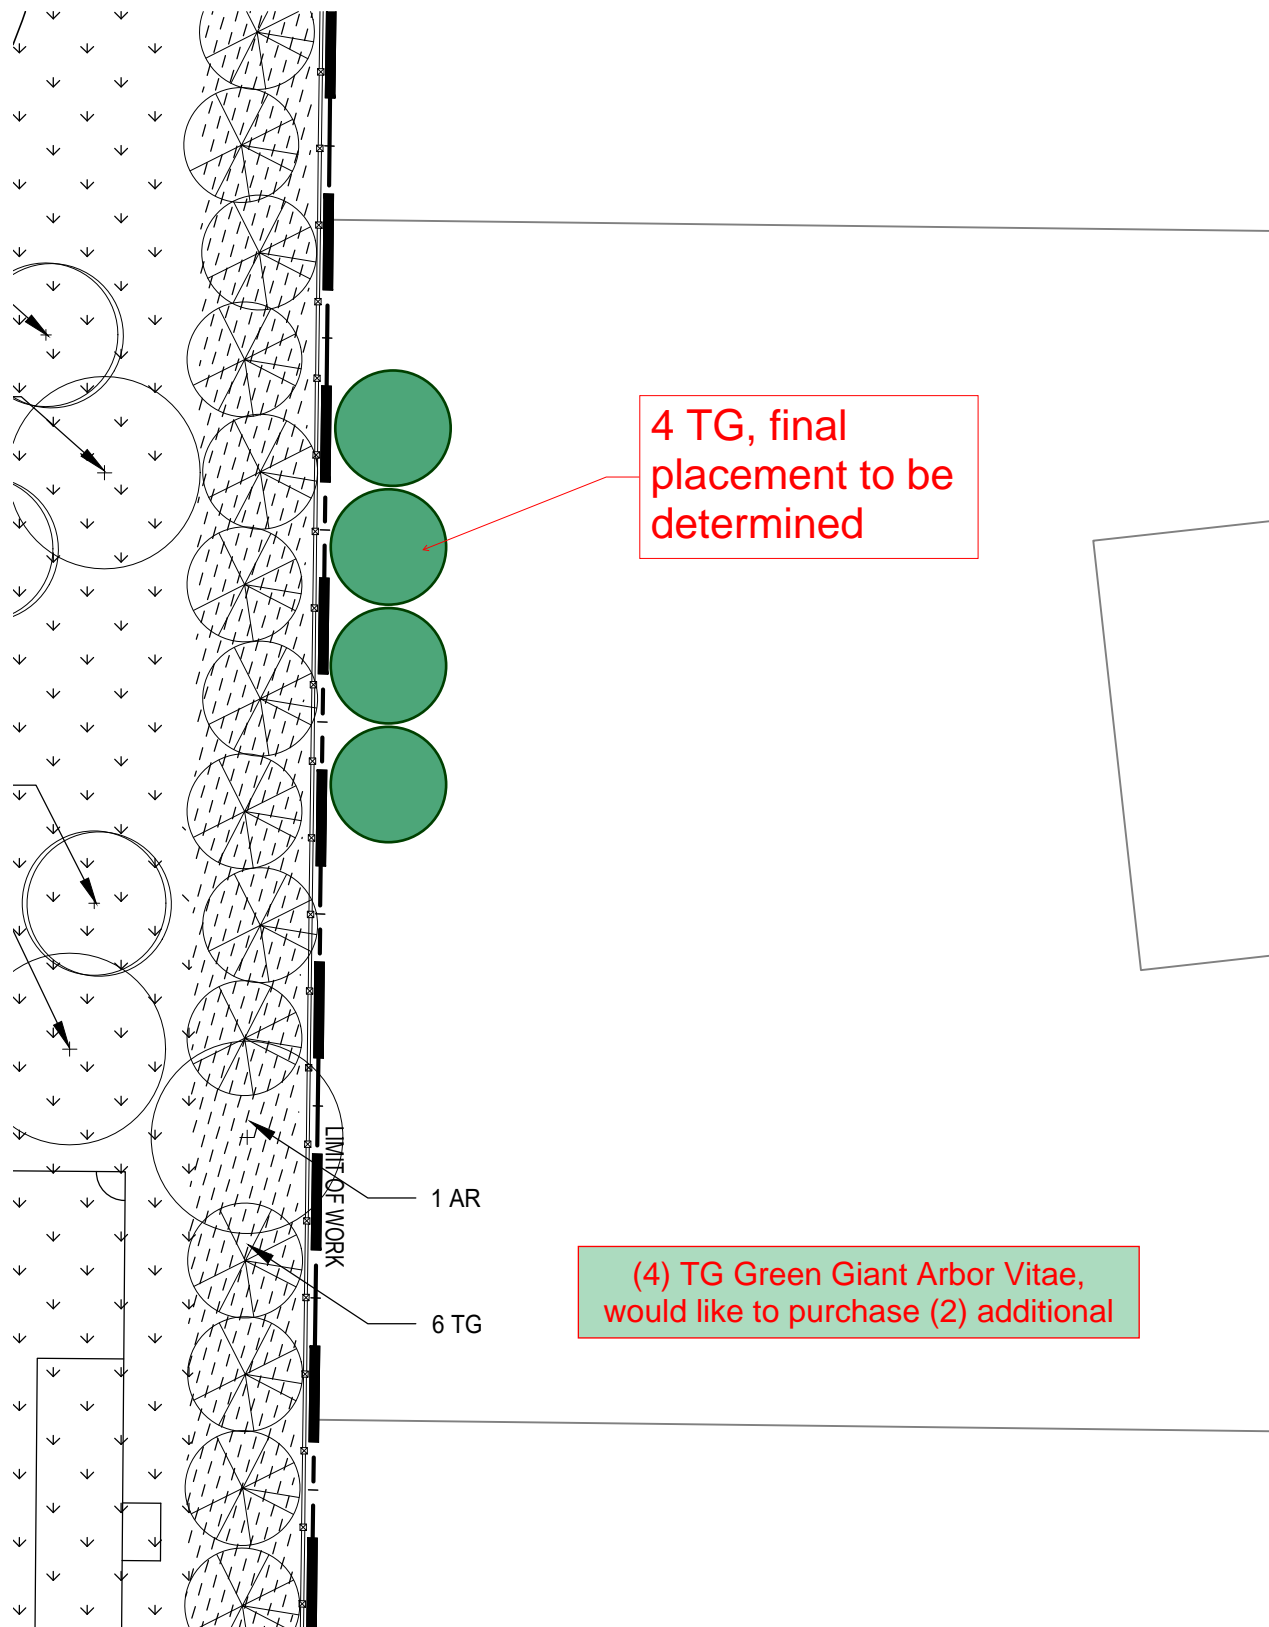 4 TG, final
placement to be
determined
LIMIT OF WORK
1 AR
(4) TG Green Giant Arbor Vitae,
would like to purchase (2) additional
6 TG